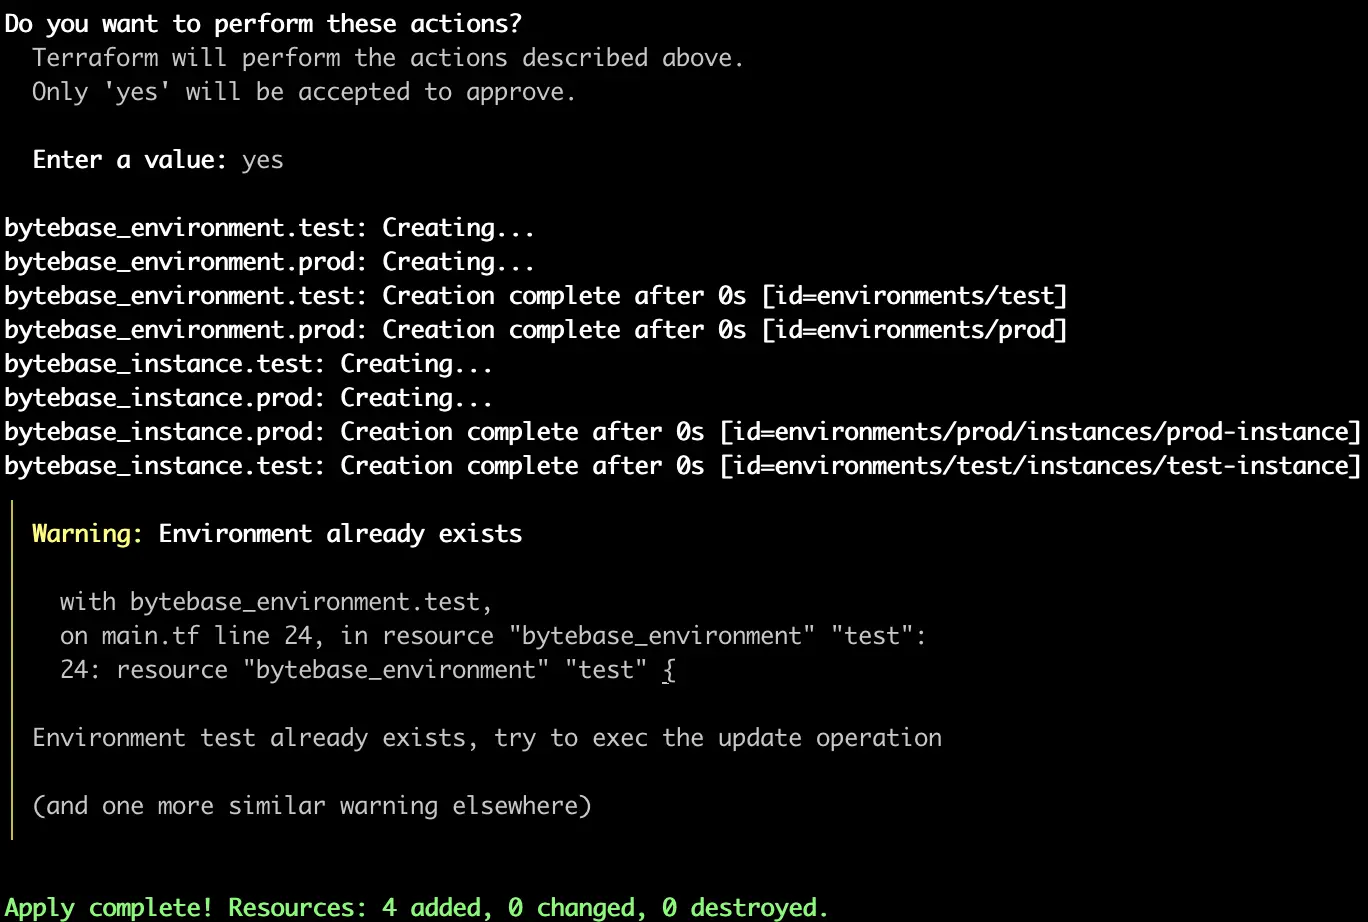 Do you want to perform these actions?
Terraform will perform the actions described above.
Only 'yes' will be accepted to approve.
Enter a value: yes
bytebase_environment.test: Creating...
bytebase_environment.prod: Creating...
bytebase_environment.test: Creation complete after 0s [id=environments/test]
bytebase_environment.prod: Creation complete after 0s [id=environments/prod]
bytebase_instance.test: Creating...
bytebase_instance.prod: Creating...
bytebase_instance.prod: Creation complete after 0s [id=environments/prod/instances/prod-instance]
bytebase_instance.test: Creation complete after 0s [id=environments/test/instances/test-instance]
Warning: Environment already exists
with bytebase_environment.test,
on main.tf line 24, in resource "bytebase_environment" "test":
24: resource "bytebase_environment" "test" {
Environment test already exists, try to exec the update operation
(and one more similar warning elsewhere)
Apply complete! Resources: 4 added, 0 changed, 0 destroyed.